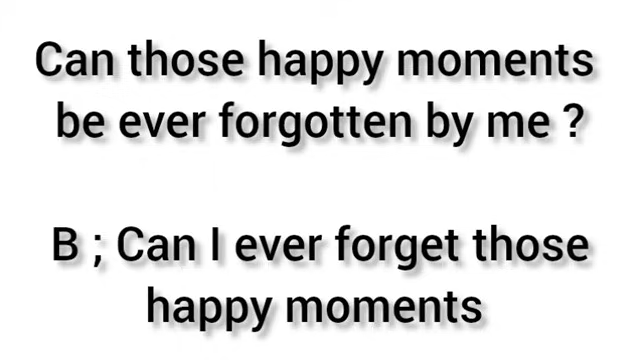 Can those happy moments
be ever forgotten by me ?
B ; Can I ever forget those
happy moments